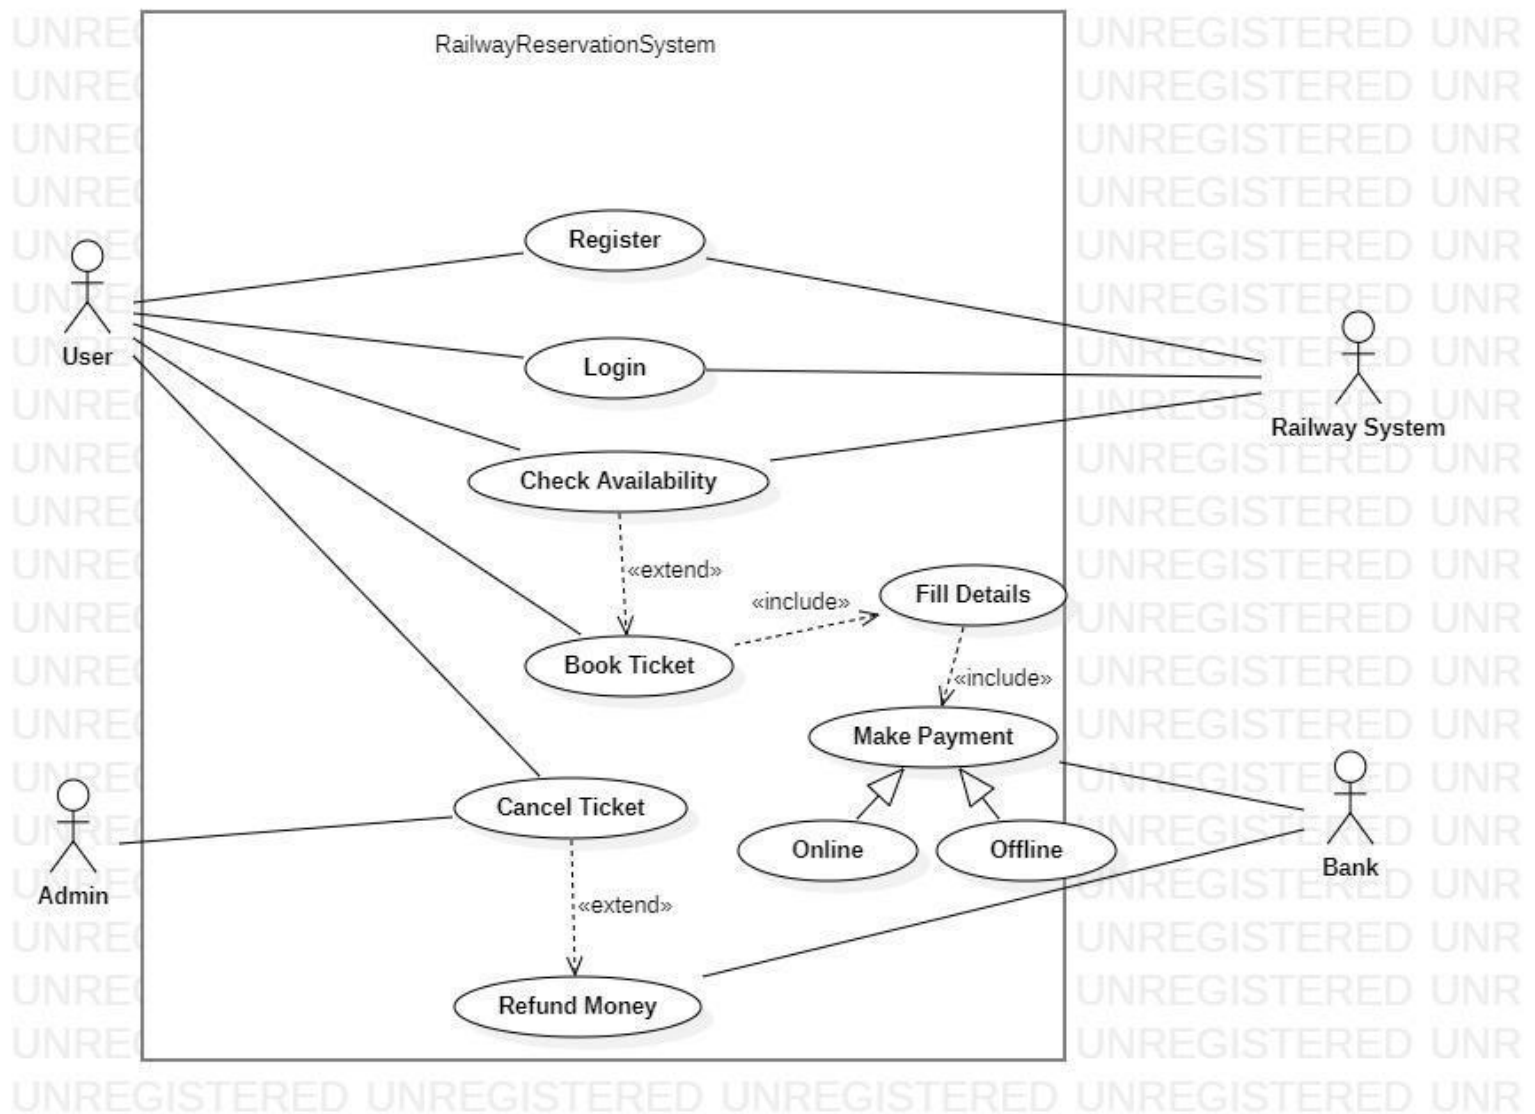 RailwayReservationSystem
Register
User
Login
Railway System
Check Availability
«extend»
Fill Details
«include»
Book Ticket
«include»
Make Payment
Cancel Ticket
Online
Offline
Bank
Admin
«extend»
Refund Money
UNREGISTERED UNREGISTERED UNREGISTERED UNREGISTERED UNR